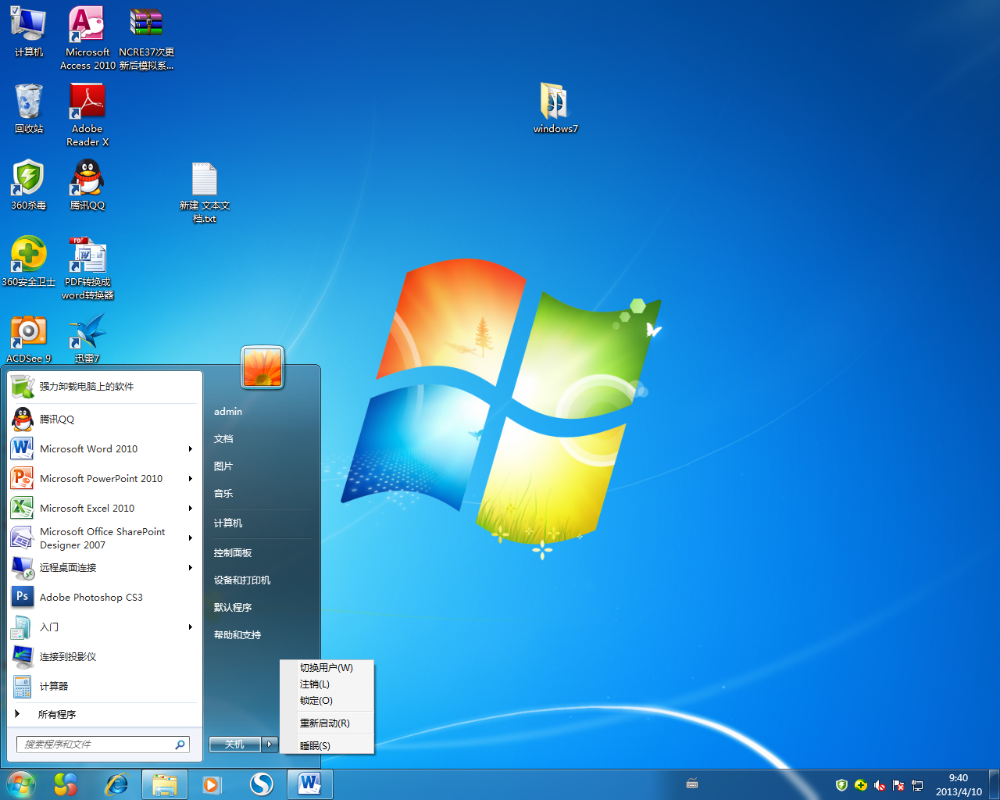 计算机
Microsoft
Access 2010
NCRE37次更
新后模拟系...
回收站
Adobe
Reader X
windows7
360杀毒
腾讯QQ
新建 文本文
档.txt
360安全卫士
PDF
PDF转换成
word转换器
ACDSee 9
迅雷7
强力卸载电脑上的软件
腾讯QQ
Microsoft Word 2010
Microsoft PowerPoint 2010
Microsoft Excel 2010
Microsoft Office SharePoint
Designer 2007
远程桌面连接
Ps
Adobe Photoshop CS3
入门
连接到投影仪
计算器
所有程序
搜索程序和文件
admin
文档
图片
音乐
计算机
控制面板
设备和打印机
默认程序
帮助和支持
关机
切换用户(W)
注销(L)
锁定(O)
重新启动(R)
睡眠(S)
9:40
2013/4/10